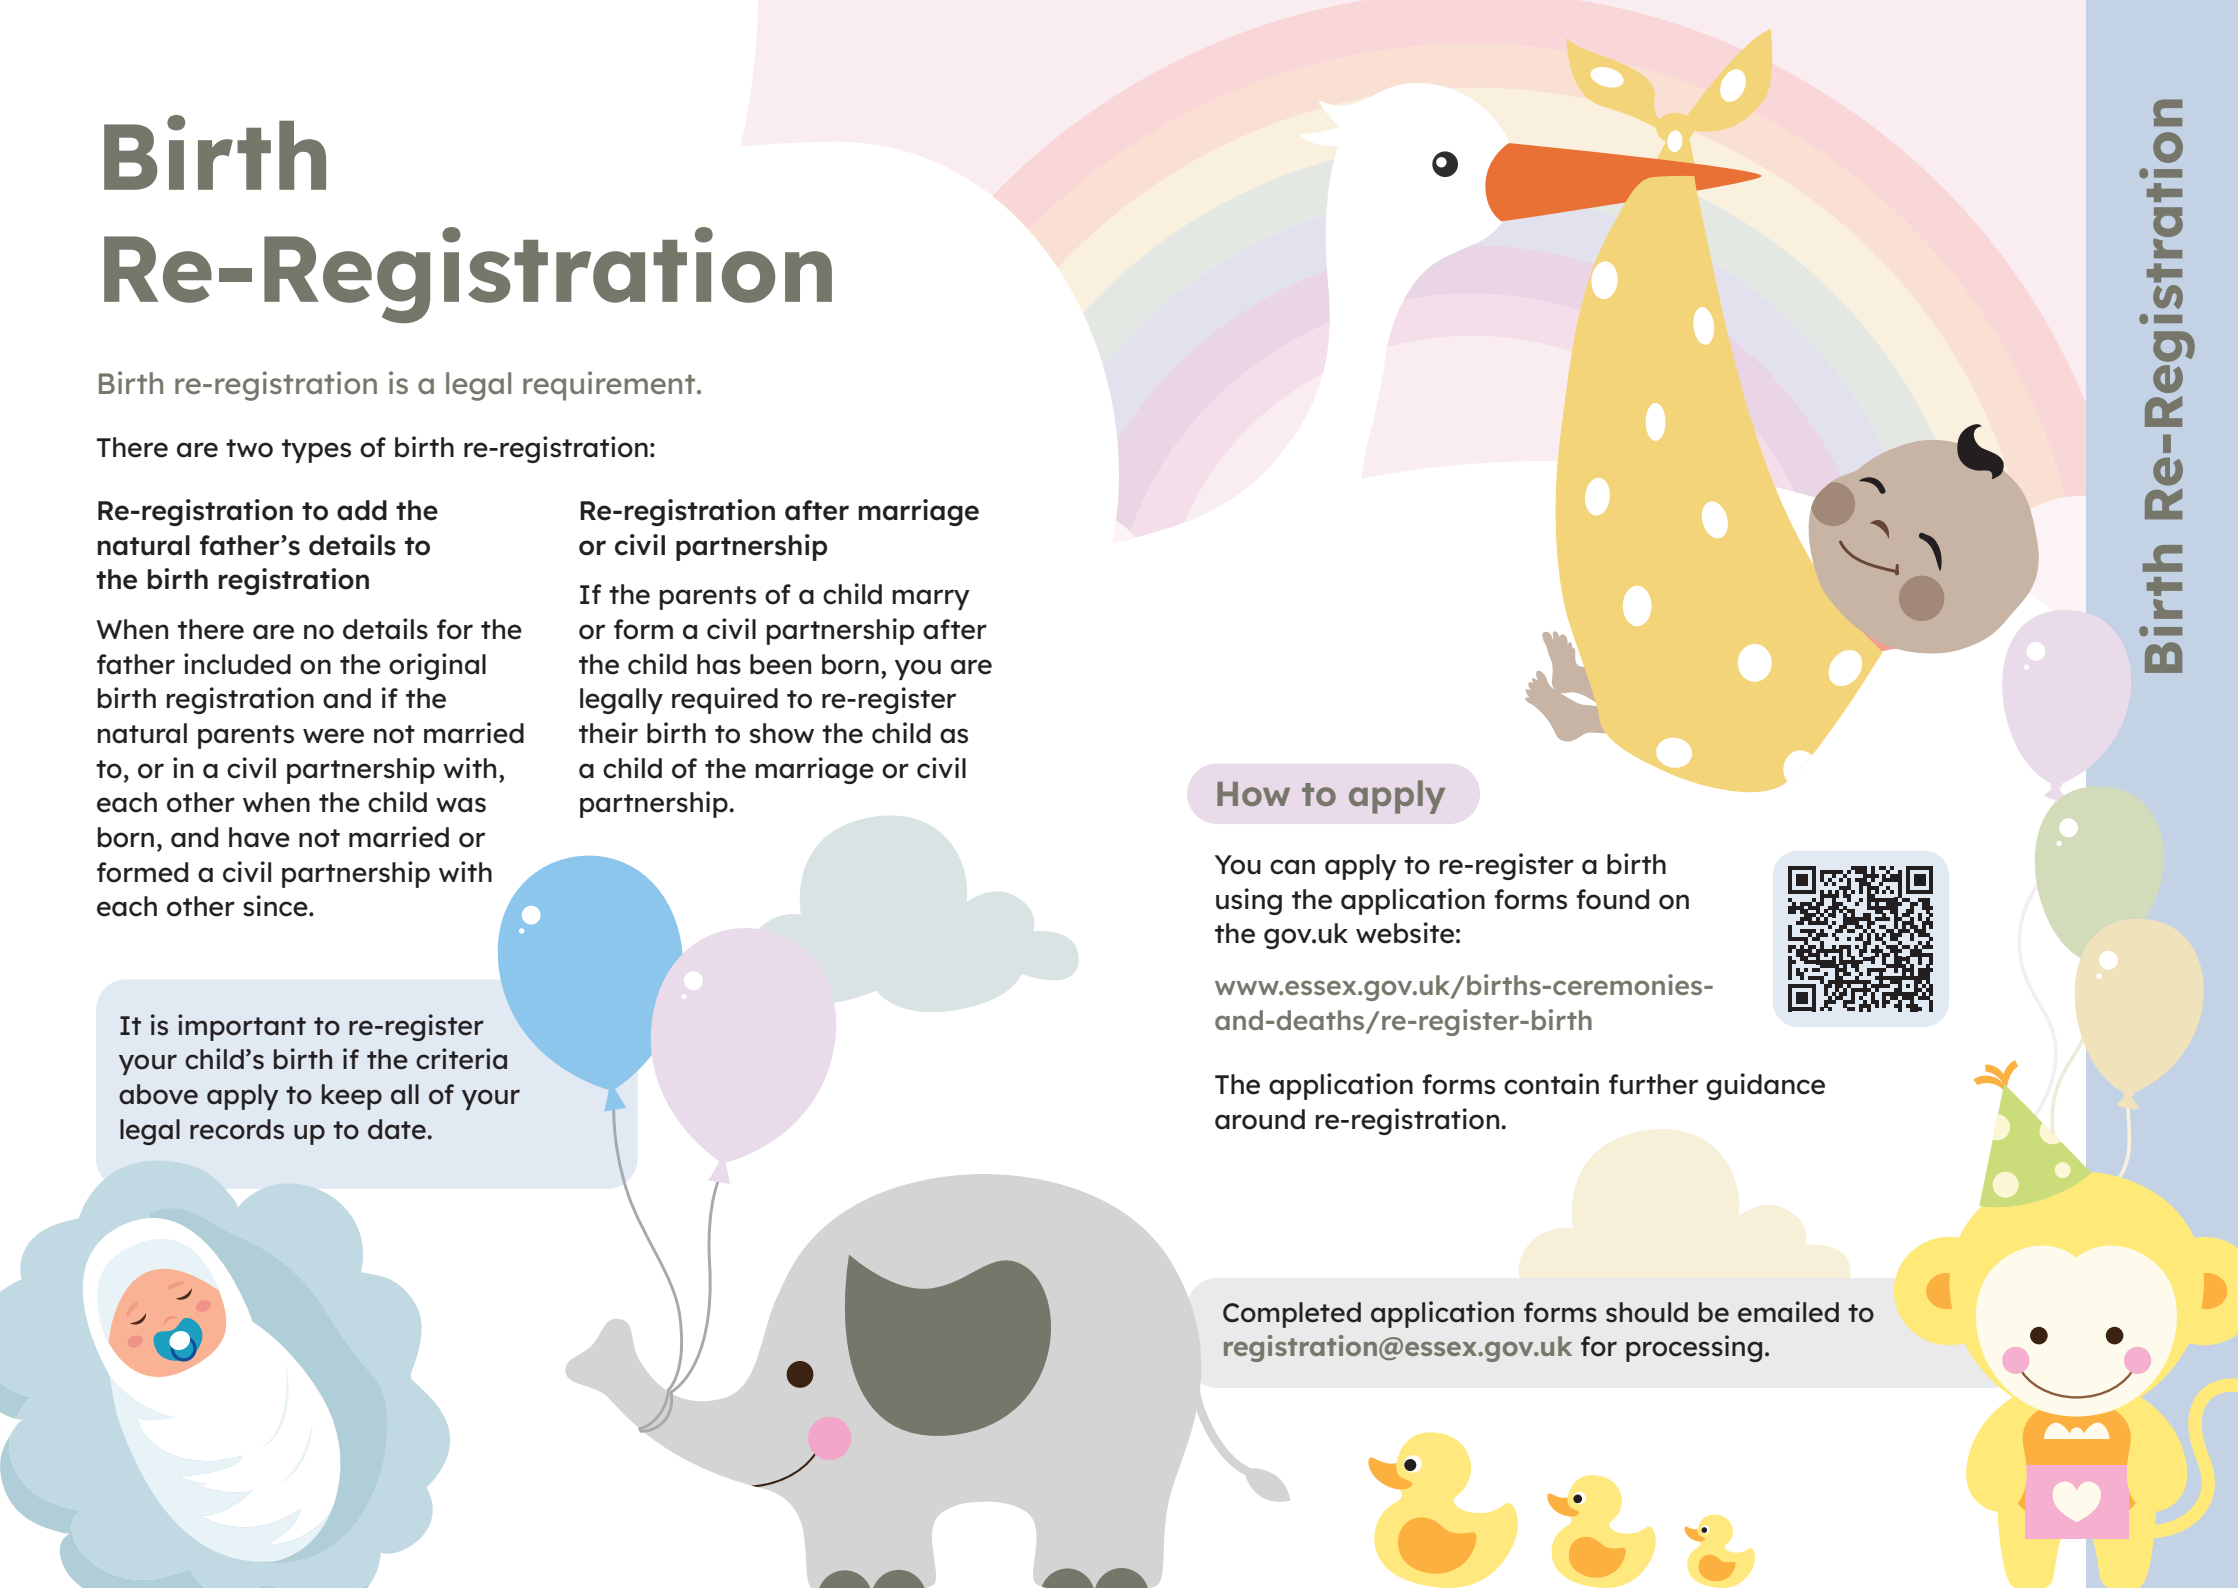 Birth
Re-Registration
Birth re-registration is a legal requirement.
There are two types of birth re-registration:
Re-registration to add the
natural father’s details to
the birth registration
When there are no details for the
father included on the original
birth registration and if the
natural parents were not married
to, or in a civil partnership with,
each other when the child was
born, and have not married or
formed a civil partnership with
each other since.
Re-registration after marriage
or civil partnership
If the parents of a child marry
or form a civil partnership after
the child has been born, you are
legally required to re-register
their birth to show the child as
a child of the marriage or civil
partnership.
It is important to re-register
your child’s birth if the criteria
above apply to keep all of your
legal records up to date.
How to apply
You can apply to re-register a birth
using the application forms found on
the gov.uk website:
www.essex.gov.uk/births-ceremonies-
and-deaths/re-register-birth
The application forms contain further guidance
around re-registration.
Completed application forms should be emailed to
registration@essex.gov.uk for processing.
Birth Re-Registration